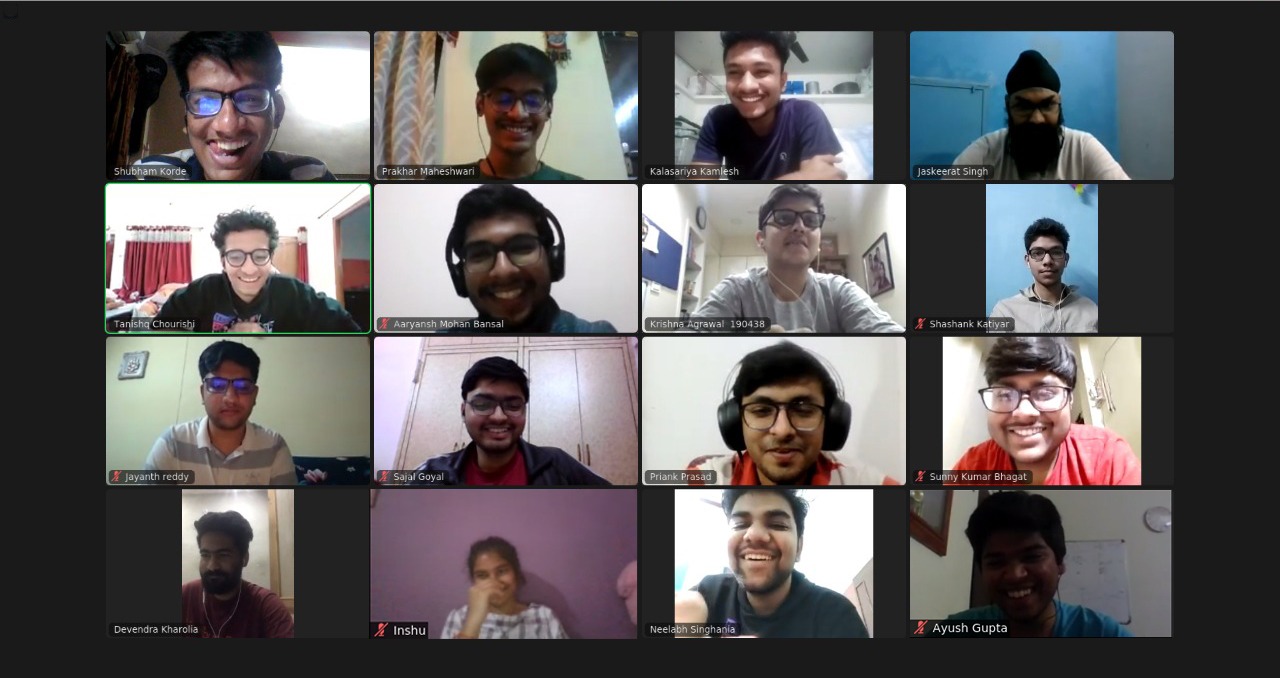 Shubham Korde
Prakhar Maheshwari
Kalasariya Kamlesh
Jaskeerat Singh
Tanishq Chourishi
Aaryansh Mohan Bansal
Krishna Agrawal 190438
Shashank Katiyar
Jayanth reddy
Sajal Goyal
Priank Prasad
Sunny Kumar Bhagat
Devendra Kharolia
Inshu
Neelabh Singhania
Ayush Gupta